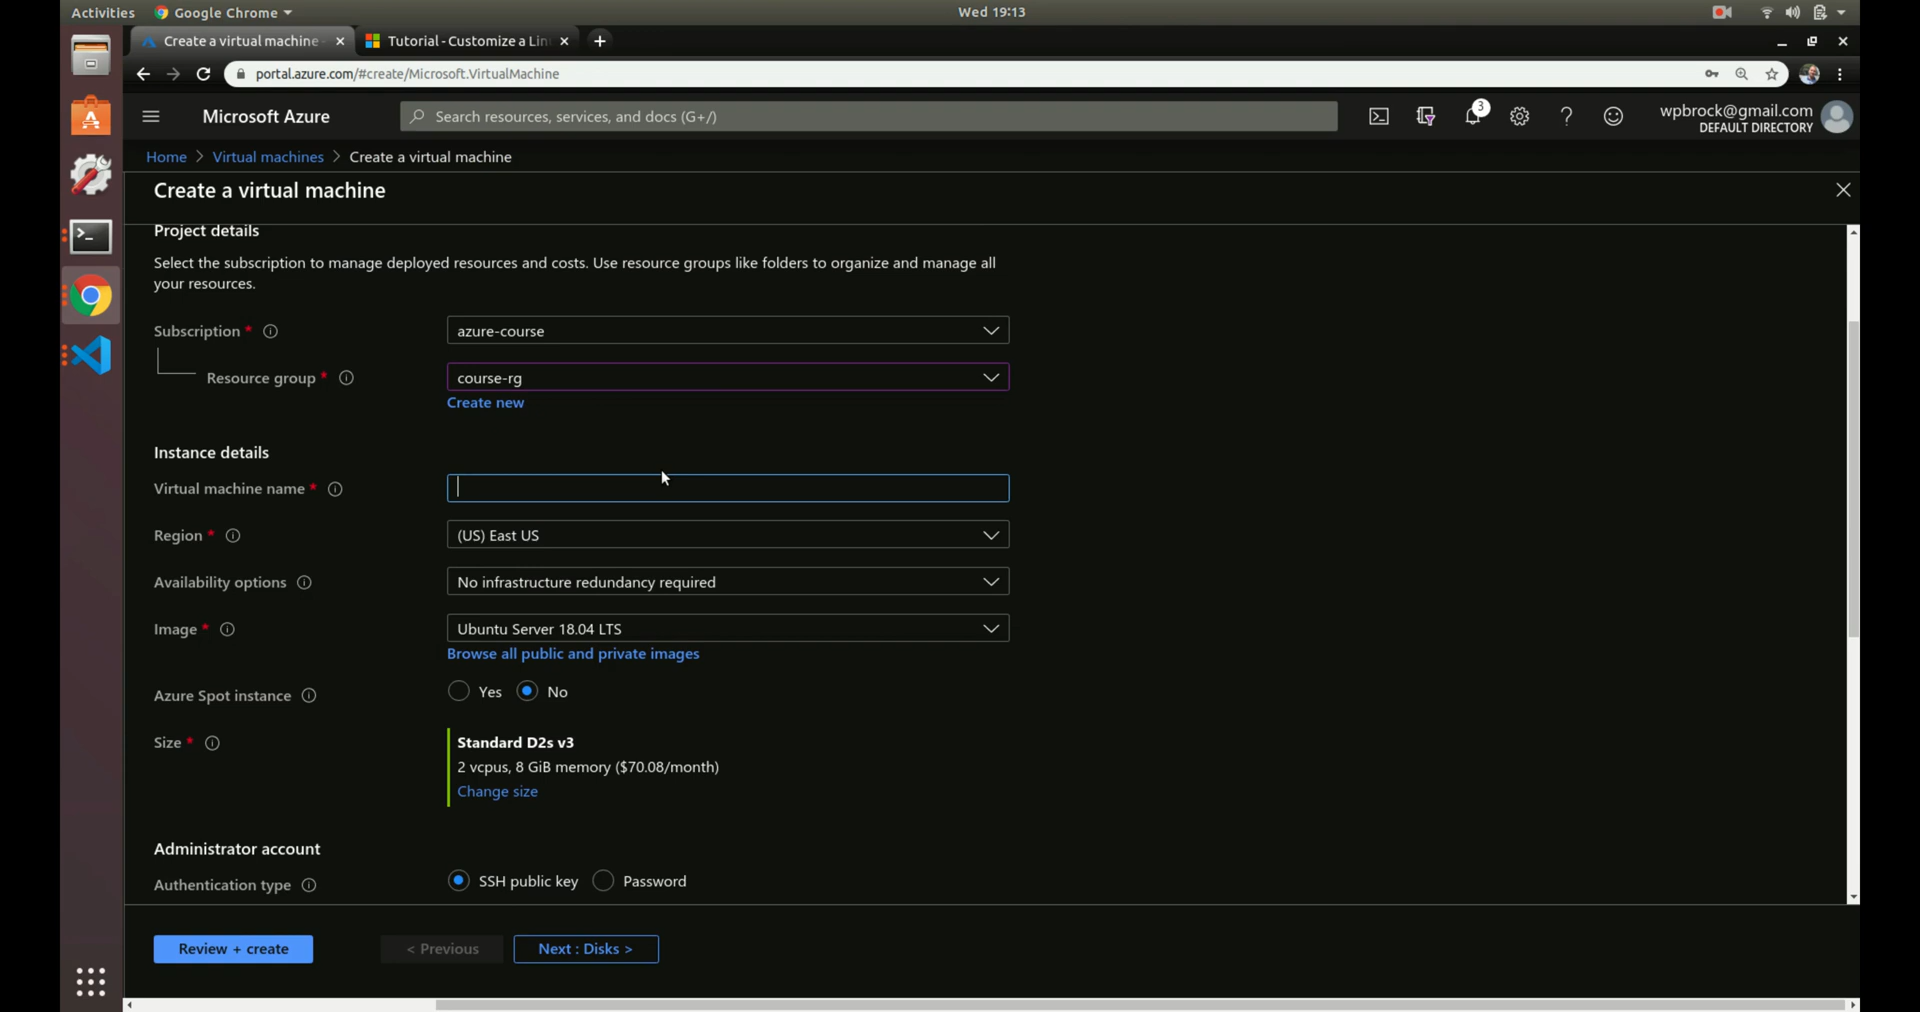 Activities
Google Chrome
Wed 19:13
Create a virtual machine -
Tutorial - Customize a Lin
portal.azure.com/#create/Microsoft.VirtualMachine
Microsoft Azure
Search resources, services, and docs (G+/)
3
wpbrock@gmail.com
DEFAULT DIRECTORY
Home > Virtual machines > Create a virtual machine
Create a virtual machine
Project details
Select the subscription to manage deployed resources and costs. Use resource groups like folders to organize and manage all
your resources.
Subscription *
azure-course
Resource group *
course-rg
Create new
Instance details
Virtual machine name *
Region *
(US) East US
Availability options
No infrastructure redundancy required
Image *
Ubuntu Server 18.04 LTS
Browse all public and private images
Azure Spot instance
Yes
No
Size *
Standard D2s v3
2 vcpus, 8 GiB memory ($70.08/month)
Change size
Administrator account
Authentication type
SSH public key
Password
Review + create
< Previous
Next : Disks >